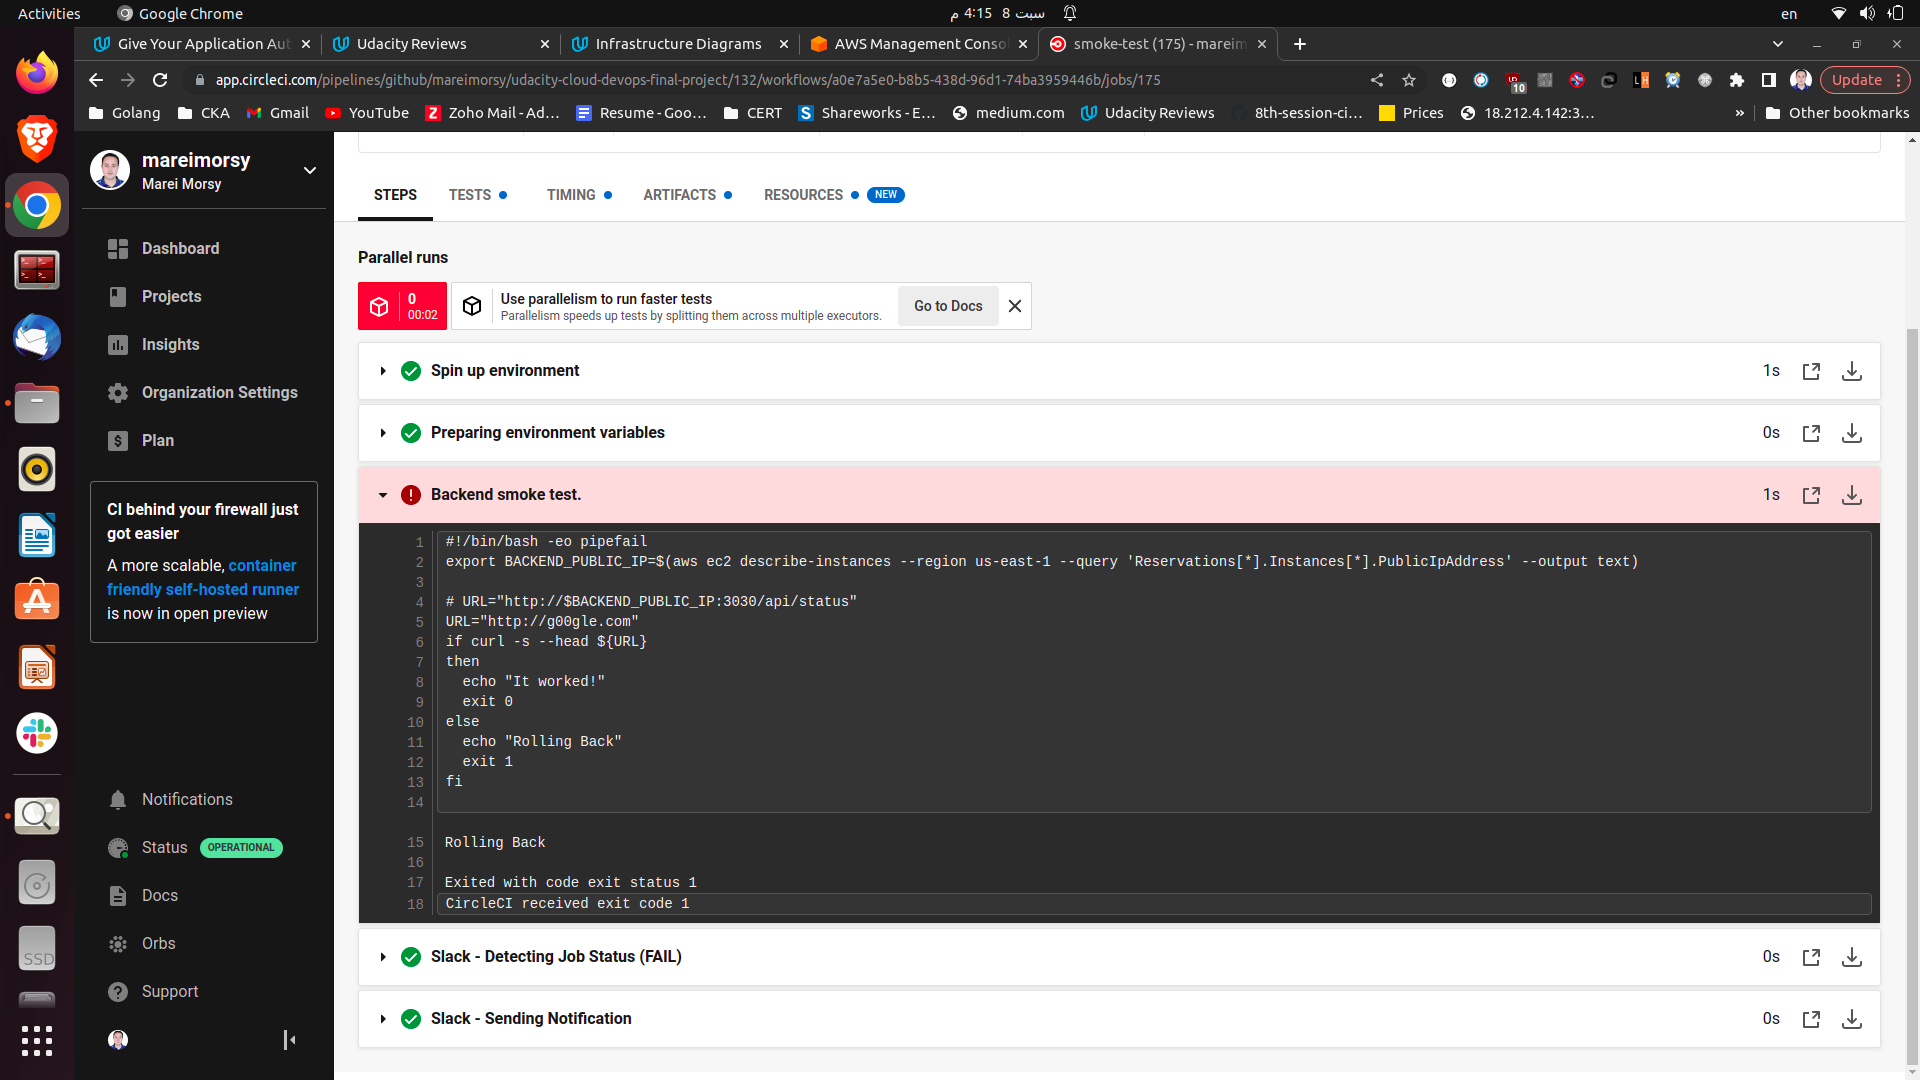 Activities
Google Chrome
سبت 8  4:15 م
en
Give Your Application Aut
Udacity Reviews
Infrastructure Diagrams
AWS Management Conso
smoke-test (175) - mareim
app.circleci.com/pipelines/github/mareimorsy/udacity-cloud-devops-final-project/132/workflows/a0e7a5e0-b8b5-438d-96d1-74ba3959446b/jobs/175
10
Update
Golang
CKA
Gmail
YouTube
Zoho Mail - Ad...
Resume - Goo...
CERT
Shareworks - E...
medium.com
Udacity Reviews
8th-session-ci...
Prices
18.212.4.142:3...
»
Other bookmarks
mareimorsy
Marei Morsy
Dashboard
Projects
Insights
Organization Settings
Plan
CI behind your firewall just
got easier
A more scalable, container
friendly self-hosted runner
is now in open preview
Notifications
Status OPERATIONAL
Docs
Orbs
Support
SSD
STEPS
TESTS
TIMING
ARTIFACTS
RESOURCES
NEW
Parallel runs
0
00:02
Use parallelism to run faster tests
Parallelism speeds up tests by splitting them across multiple executors.
Go to Docs
Spin up environment 1s
Preparing environment variables 0s
Backend smoke test. 1s
1 #!/bin/bash -eo pipefail
2 export BACKEND_PUBLIC_IP=$(aws ec2 describe-instances --region us-east-1 --query 'Reservations[*].Instances[*].PublicIpAddress' --output text)
3
4 # URL="http://$BACKEND_PUBLIC_IP:3030/api/status"
5 URL="http://g00gle.com"
6 if curl -s --head ${URL}
7 then
8   echo "It worked!"
9   exit 0
10 else
11   echo "Rolling Back"
12   exit 1
13 fi
14
15 Rolling Back
16
17 Exited with code exit status 1
18 CircleCI received exit code 1
Slack - Detecting Job Status (FAIL) 0s
Slack - Sending Notification 0s